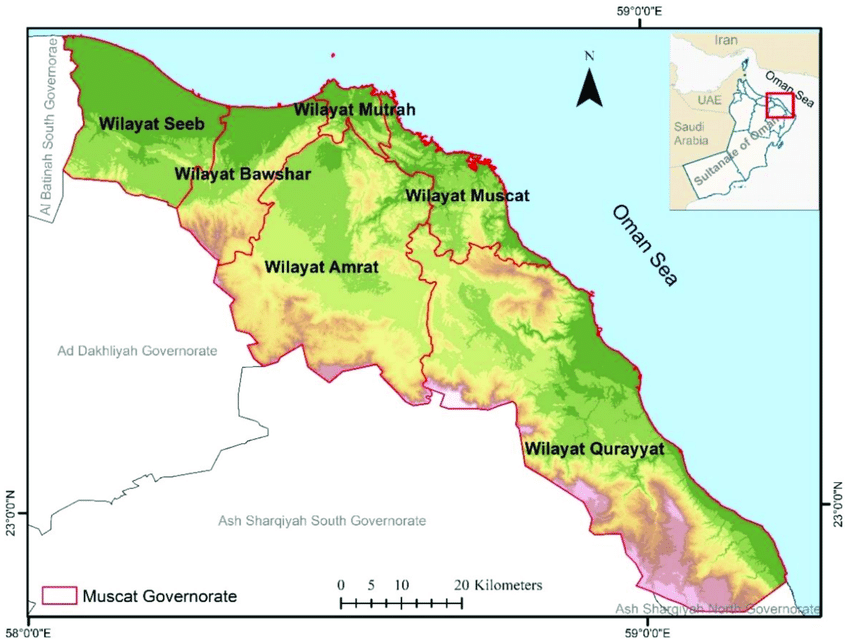 59°0'0"E
N
Iran
Oman Sea
UAE
Saudi
Arabia
Sultanate of Oman
Al Batinah South Governorae
Wilayat Seeb
Wilayat Mutrah
Wilayat Bawshar
Wilayat Muscat
Oman Sea
Wilayat Amrat
Ad Dakhliyah Governorate
Wilayat Qurayyat
23°0'0"N
23°0'0"N
Ash Sharqiyah South Governorate
Muscat Governorate
0 5 10 20 Kilometers
Ash Sharqiyah North Governorate
58°0'0"E
59°0'0"E